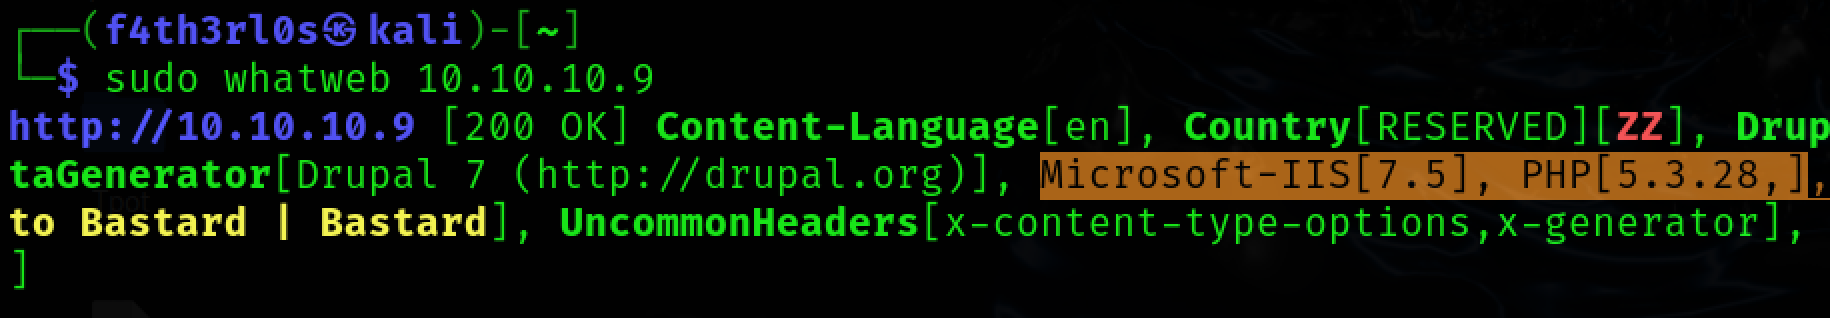 ┌──(f4th3rl0s㉿kali)-[~]
└─$ sudo whatweb 10.10.10.9
http://10.10.10.9 [200 OK] Content-Language[en], Country[RESERVED][ZZ], Drup
taGenerator[Drupal 7 (http://drupal.org)], Microsoft-IIS[7.5], PHP[5.3.28,],
to Bastard | Bastard], UncommonHeaders[x-content-type-options,x-generator],
]